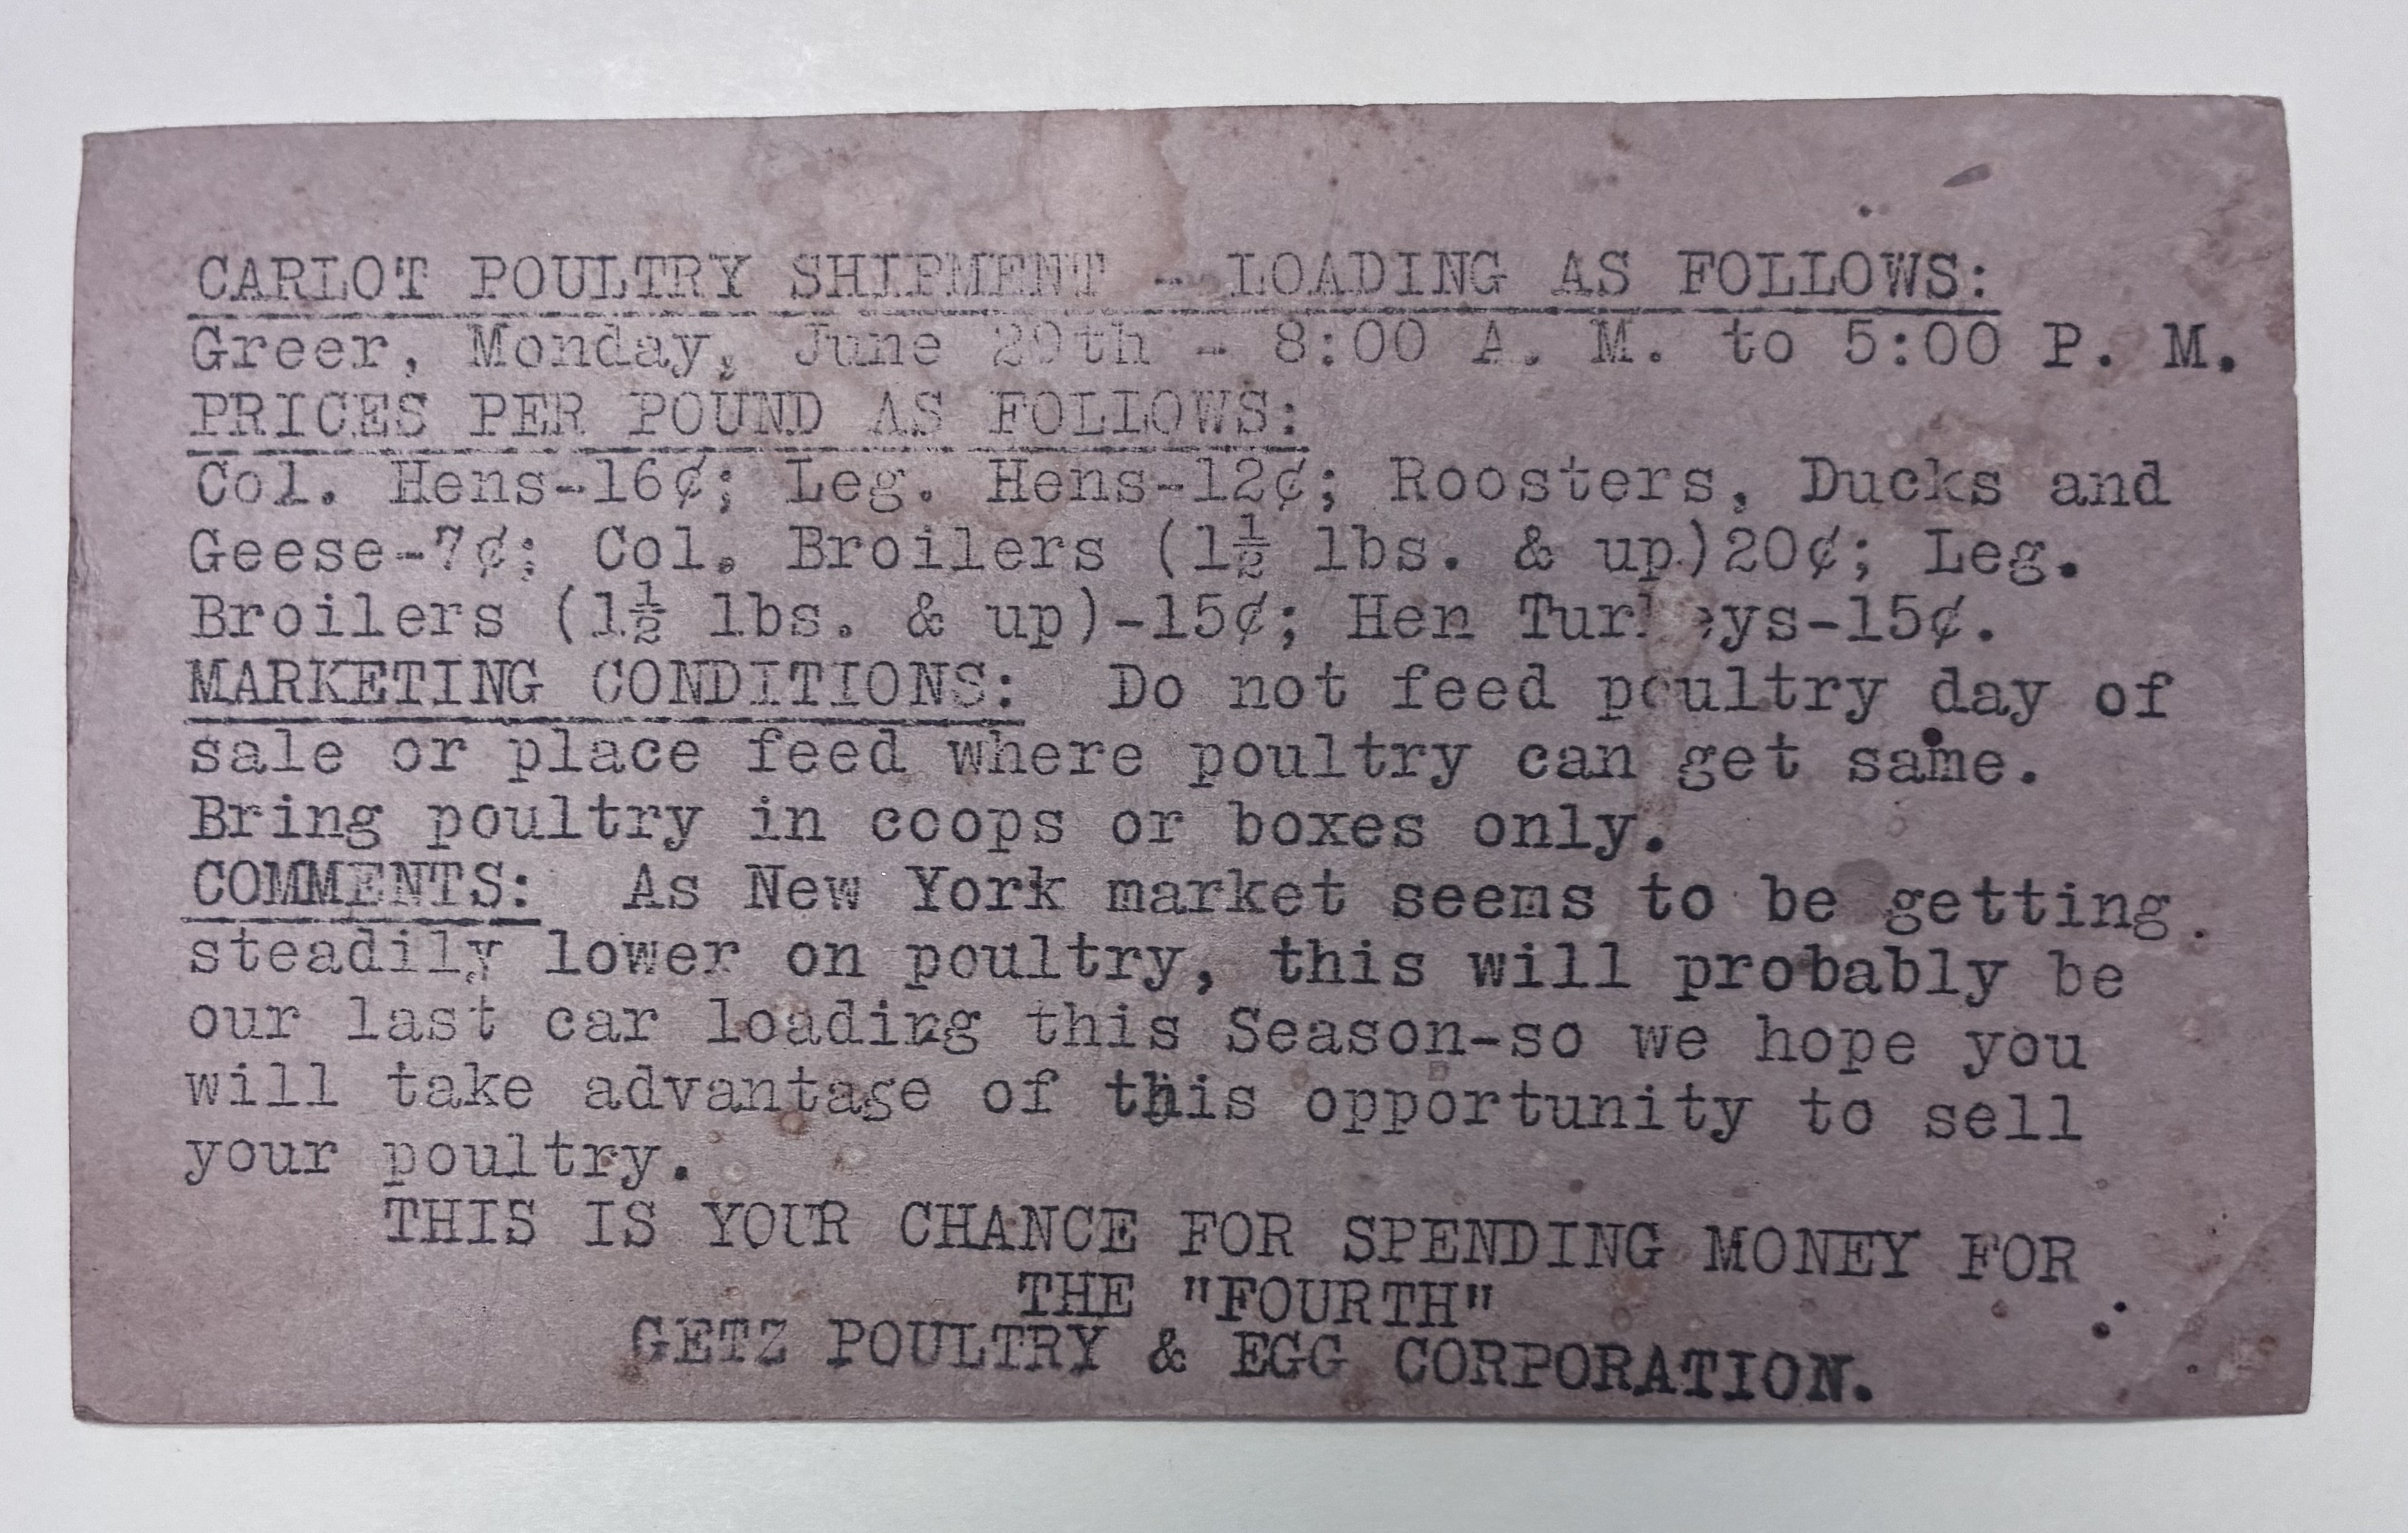 CARLOT POULTRY SHIPMENT - LOADING AS FOLLOWS:
Greer, Monday, June 20th - 8:00 A. M. to 5:00 P. M.
PRICES PER POUND AS FOLLOWS:
Col. Hens-16¢; Leg. Hens-12¢; Roosters, Ducks and
Geese-7¢; Col. Broilers (1½ lbs. & up)20¢; Leg.
Broilers (1½ lbs. & up)-15¢; Hen Turkeys-15¢.
MARKETING CONDITIONS: Do not feed poultry day of
sale or place feed where poultry can get same.
Bring poultry in coops or boxes only.
COMMENTS: As New York market seems to be getting
steadily lower on poultry, this will probably be
our last car loading this Season-so we hope you
will take advantage of this opportunity to sell
your poultry.
THIS IS YOUR CHANCE FOR SPENDING MONEY FOR
THE "FOURTH"
GETZ POULTRY & EGG CORPORATION.